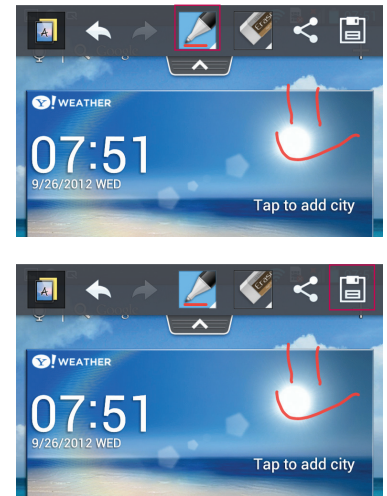 A
Erase
Y! WEATHER
07:51
9/26/2012 WED
Tap to add city
A
Erase
Y! WEATHER
07:51
9/26/2012 WED
Tap to add city